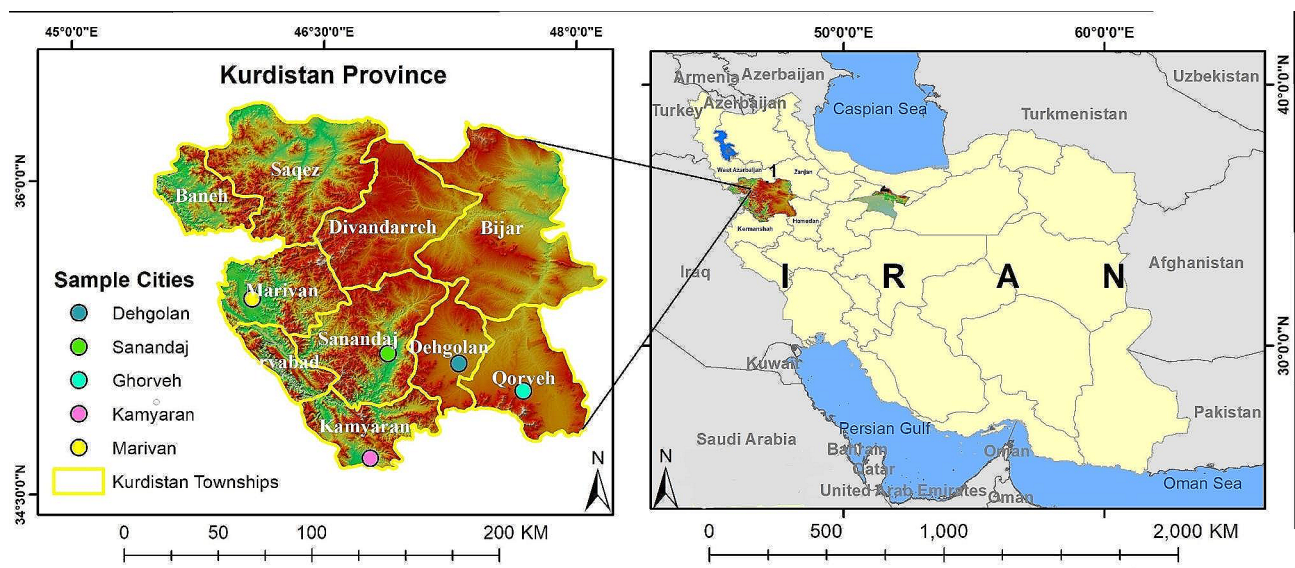 45°0'0"E
46°30'0"E
48°0'0"E
36°0'0"N
34°30'0"N
Kurdistan Province
Saqez
Baneh
Divandarreh
Bijar
Marivan
Sanandaj
Dehgolan
Qorveh
Kamyaran
Sample Cities
Dehgolan
Sanandaj
Ghorveh
Kamyaran
Marivan
Kurdistan Townships
N
0 50 100 200 KM
50°0'0"E
60°0'0"E
40°0'0"N
30°0'0"N
Armenia
Azerbaijan
Turkey
Azerbaijan
Caspian Sea
Uzbekistan
Turkmenistan
West Azarbaijan
1
Zanjan
Hamedan
Kermanshah
Iraq
I R A N
Afghanistan
Kuwait
Pakistan
Saudi Arabia
Persian Gulf
Bahrain
Qatar
Oman
United Arab Emirates
Oman
Oman Sea
N
0 500 1,000 2,000 KM